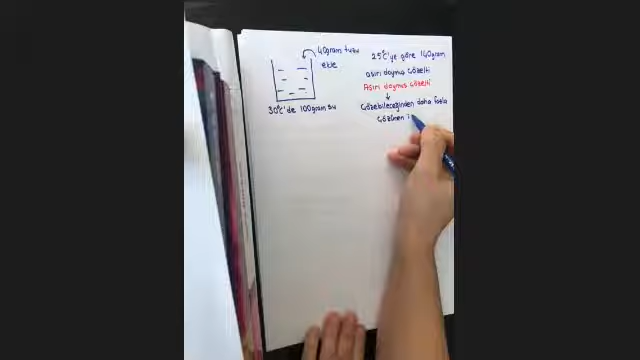 40gram tuzu
ekle
30°C'de 100gram su
25°C'ye göre 140gram
aşırı doymuş çözelti
Aşırı doymuş çözelti
Çözebileceğinden daha fazla
çözünen